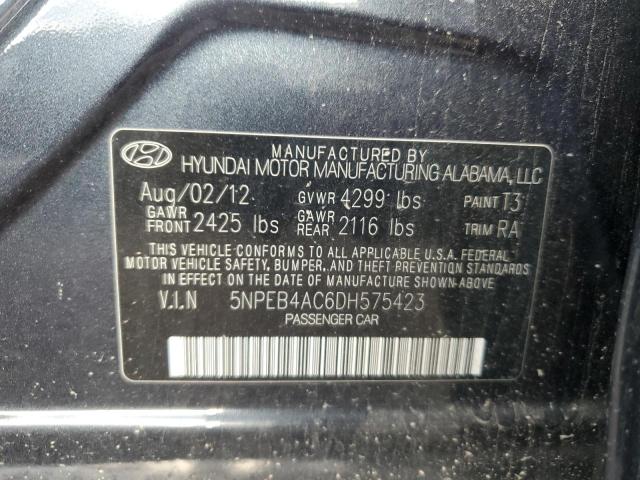 MANUFACTURED BY
HYUNDAI MOTOR MANUFACTURING ALABAMA, LLC
Aug/02/12 GVWR 4299 lbs PAINT T3
GAWR FRONT 2425 lbs GAWR REAR 2116 lbs TRIM RA
THIS VEHICLE CONFORMS TO ALL APPLICABLE U.S.A. FEDERAL
MOTOR VEHICLE SAFETY, BUMPER, AND THEFT PREVENTION STANDARDS
IN EFFECT ON THE DATE OF MANUFACTURE SHOWN ABOVE
V.I.N 5NPEB4AC6DH575423
PASSENGER CAR